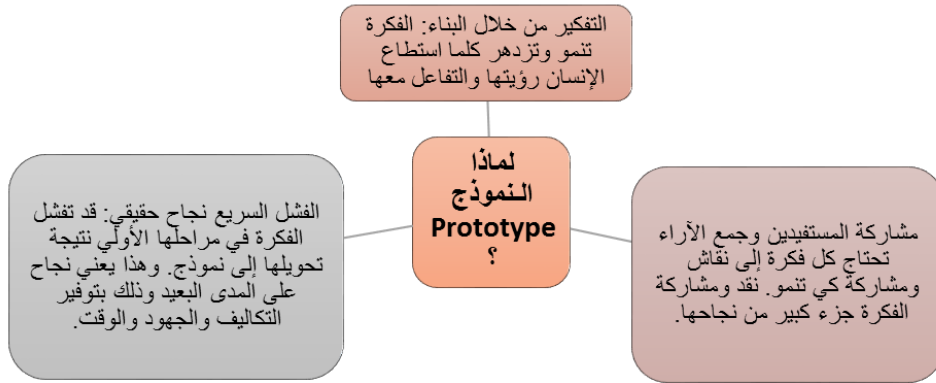 التفكير من خلال البناء: الفكرة
تنمو وتزدهر كلما استطاع
الإنسان رؤيتها والتفاعل معها
لماذا
النموذج
Prototype
؟
مشاركة المستفيدين وجمع الآراء
تحتاج كل فكرة إلى نقاش
ومشاركة كي تنمو. نقد ومشاركة
الفكرة جزء كبير من نجاحها.
الفشل السريع نجاح حقيقي: قد تفشل
الفكرة في مراحلها الأولي نتيجة
تحويلها إلى نموذج. وهذا يعني نجاح
على المدى البعيد وذلك بتوفير
التكاليف والجهود والوقت.